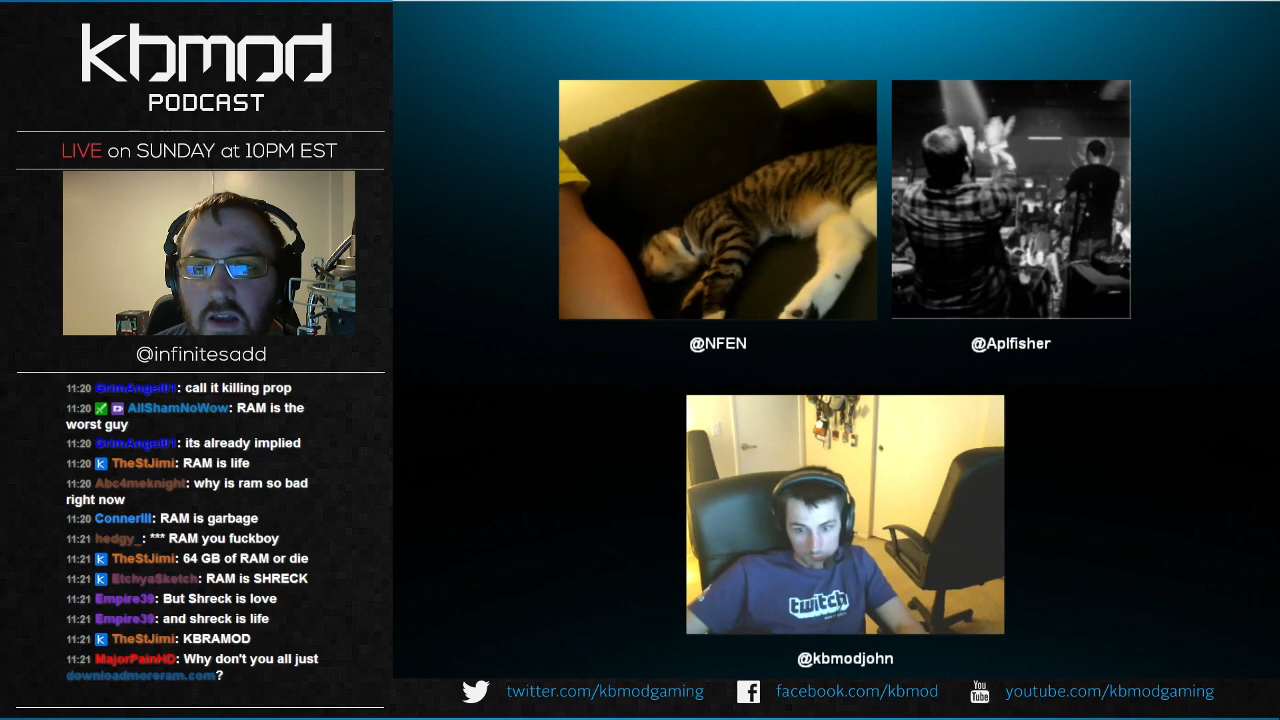 kbmod
PODCAST
LIVE on SUNDAY at 10PM EST
@infinitesadd
11:20 GrimAngel01: call it killing prop
11:20 AllShamNoWow: RAM is the
worst guy
11:20 GrimAngel01: its already implied
11:20 TheStJimi: RAM is life
11:20 Abc4meknight: why is ram so bad
right now
11:20 ConnerIII: RAM is garbage
11:21 hedgy_: *** RAM you fuckboy
11:21 TheStJimi: 64 GB of RAM or die
11:21 EtchyaSketch: RAM is SHRECK
11:21 Empire39: But Shreck is love
11:21 Empire39: and shreck is life
11:21 TheStJimi: KBRAMOD
11:21 MajorPainHD: Why don't you all just
downloadmoreram.com?
@NFEN
@Aplfisher
twitch
@kbmodjohn
twitter.com/kbmodgaming
facebook.com/kbmod
You
Tube
youtube.com/kbmodgaming